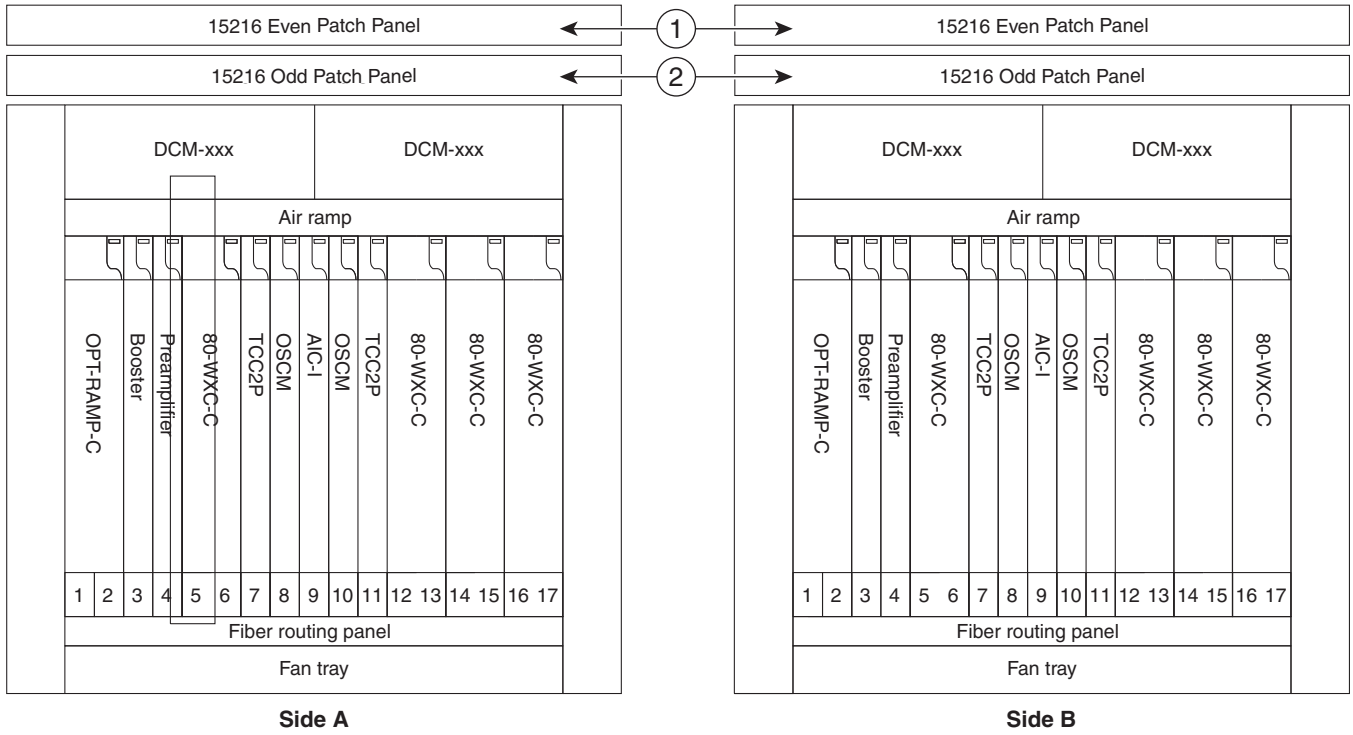 15216 Even Patch Panel
1
15216 Even Patch Panel
15216 Odd Patch Panel
2
15216 Odd Patch Panel
DCM-xxx
DCM-xxx
Air ramp
OPT-RAMP-C
Booster
Preamplifier
80-WXC-C
TCC2P
OSCM
AIC-I
OSCM
TCC2P
80-WXC-C
80-WXC-C
80-WXC-C
1 2 3 4 5 6 7 8 9 10 11 12 13 14 15 16 17
Fiber routing panel
Fan tray
Side A
DCM-xxx
DCM-xxx
Air ramp
OPT-RAMP-C
Booster
Preamplifier
80-WXC-C
TCC2P
OSCM
AIC-I
OSCM
TCC2P
80-WXC-C
80-WXC-C
80-WXC-C
1 2 3 4 5 6 7 8 9 10 11 12 13 14 15 16 17
Fiber routing panel
Fan tray
Side B